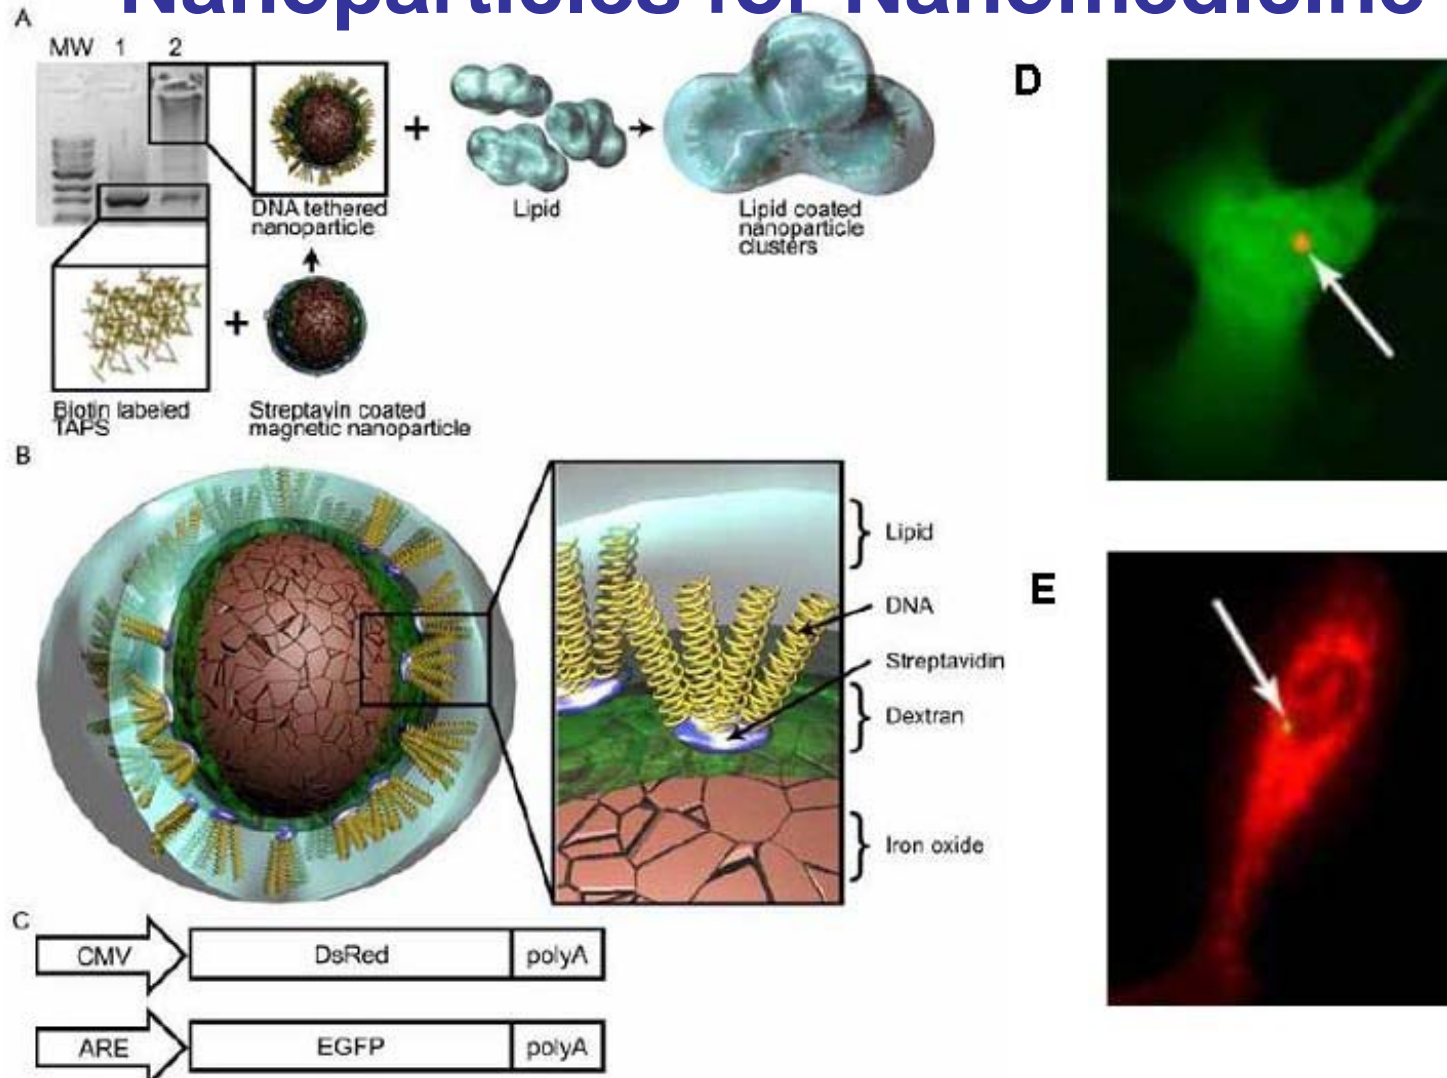 Nanoparticles for Nanomedicine
A
MW 1 2
DNA tethered
nanoparticle
+
Lipid
Lipid coated
nanoparticle
clusters
Biotin labeled
TAPS
+
Streptavin coated
magnetic nanoparticle
B
Lipid
DNA
Streptavidin
Dextran
Iron oxide
C
CMV DsRed polyA
ARE EGFP polyA
D
E